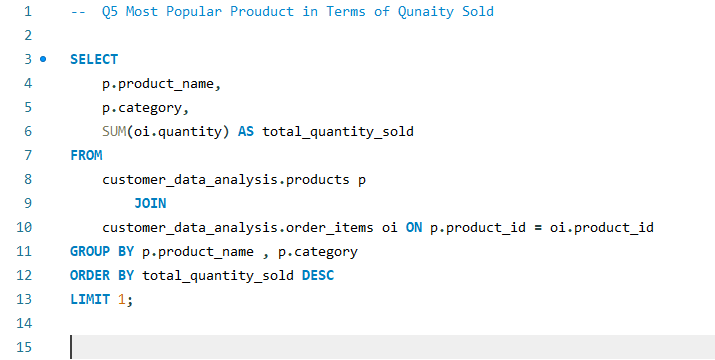 1 -- Q5 Most Popular Prouduct in Terms of Qunaity Sold
2
3 SELECT
4 p.product_name,
5 p.category,
6 SUM(oi.quantity) AS total_quantity_sold
7 FROM
8 customer_data_analysis.products p
9 JOIN
10 customer_data_analysis.order_items oi ON p.product_id = oi.product_id
11 GROUP BY p.product_name , p.category
12 ORDER BY total_quantity_sold DESC
13 LIMIT 1;
14
15